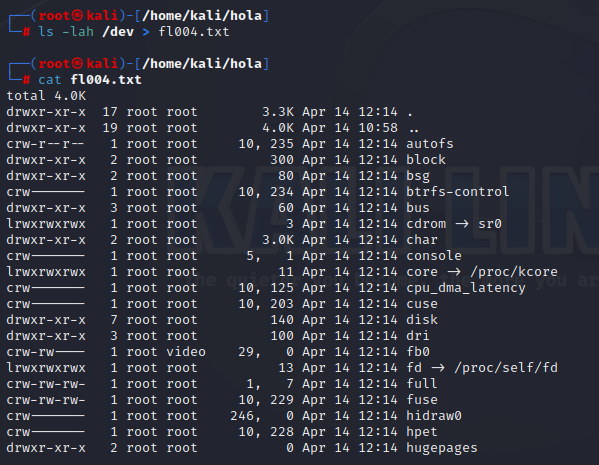 ┌──(root㉿kali)-[/home/kali/hola]
└─# ls -lah /dev > fl004.txt
┌──(root㉿kali)-[/home/kali/hola]
└─# cat fl004.txt
total 4.0K
drwxr-xr-x  17 root root        3.3K Apr 14 12:14 .
drwxr-xr-x  19 root root        4.0K Apr 14 10:58 ..
crw-r--r--   1 root root     10, 235 Apr 14 12:14 autofs
drwxr-xr-x   2 root root         300 Apr 14 12:14 block
drwxr-xr-x   2 root root          80 Apr 14 12:14 bsg
crw-------   1 root root     10, 234 Apr 14 12:14 btrfs-control
drwxr-xr-x   3 root root          60 Apr 14 12:14 bus
lrwxrwxrwx   1 root root           3 Apr 14 12:14 cdrom -> sr0
drwxr-xr-x   2 root root        3.0K Apr 14 12:14 char
crw-------   1 root root      5,   1 Apr 14 12:14 console
lrwxrwxrwx   1 root root          11 Apr 14 12:14 core -> /proc/kcore
crw-------   1 root root     10, 125 Apr 14 12:14 cpu_dma_latency
crw-------   1 root root     10, 203 Apr 14 12:14 cuse
drwxr-xr-x   7 root root         140 Apr 14 12:14 disk
drwxr-xr-x   3 root root         100 Apr 14 12:14 dri
crw-rw----   1 root video    29,   0 Apr 14 12:14 fb0
lrwxrwxrwx   1 root root          13 Apr 14 12:14 fd -> /proc/self/fd
crw-rw-rw-   1 root root      1,   7 Apr 14 12:14 full
crw-rw-rw-   1 root root     10, 229 Apr 14 12:14 fuse
crw-------   1 root root    246,   0 Apr 14 12:14 hidraw0
crw-------   1 root root     10, 228 Apr 14 12:14 hpet
drwxr-xr-x   2 root root           0 Apr 14 12:14 hugepages